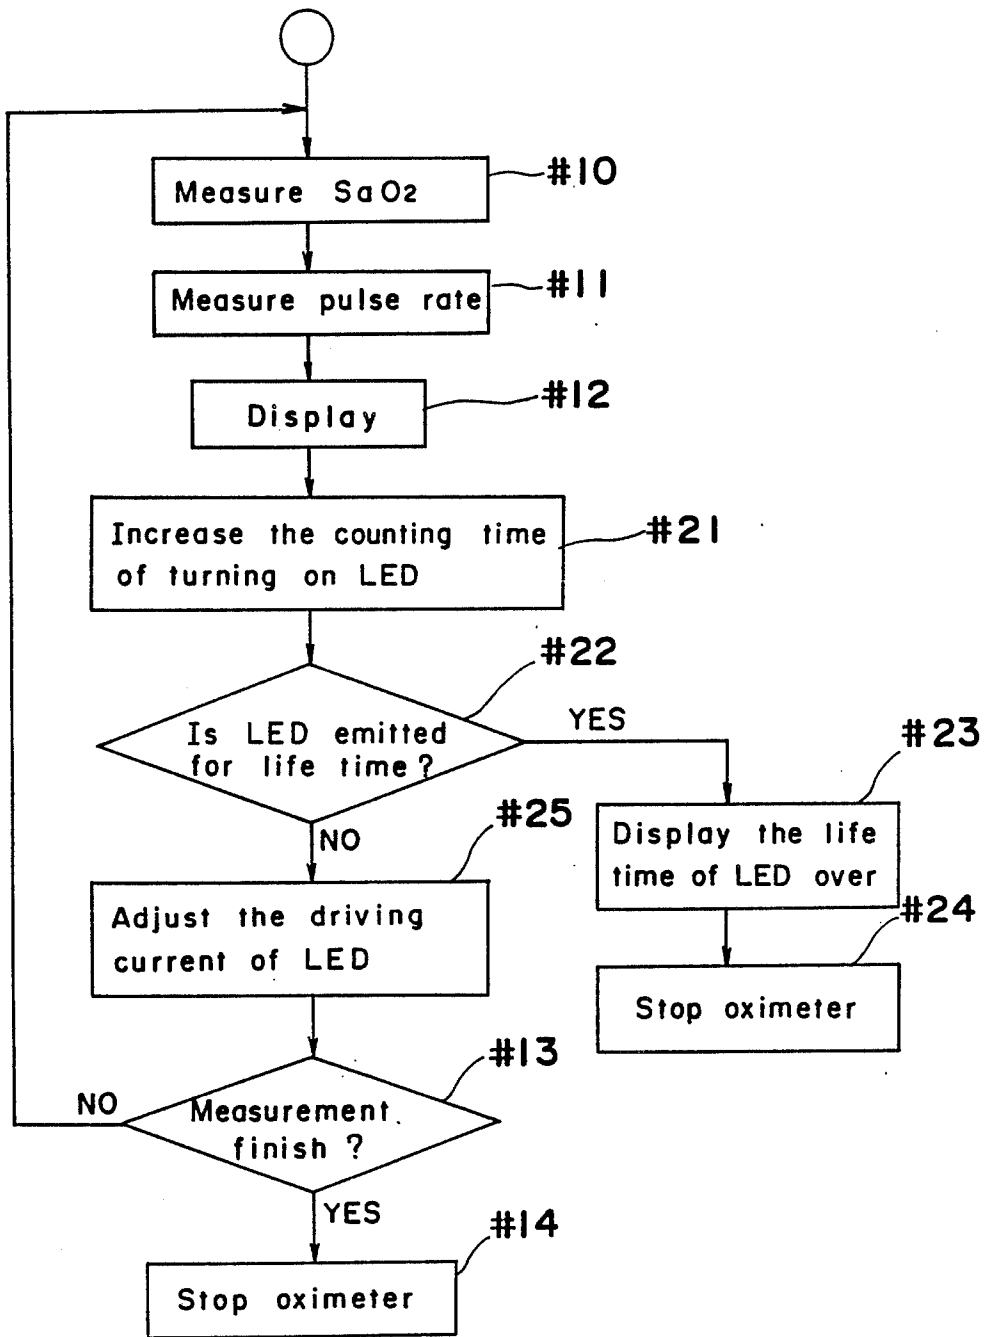 #10
Measure SaO2
#11
Measure pulse rate
#12
Display
#21
Increase the counting time
of turning on LED
#22
Is LED emitted
for life time?
YES
#23
Display the life
time of LED over
#24
Stop oximeter
NO
#25
Adjust the driving
current of LED
#13
Measurement
finish ?
NO
YES
#14
Stop oximeter